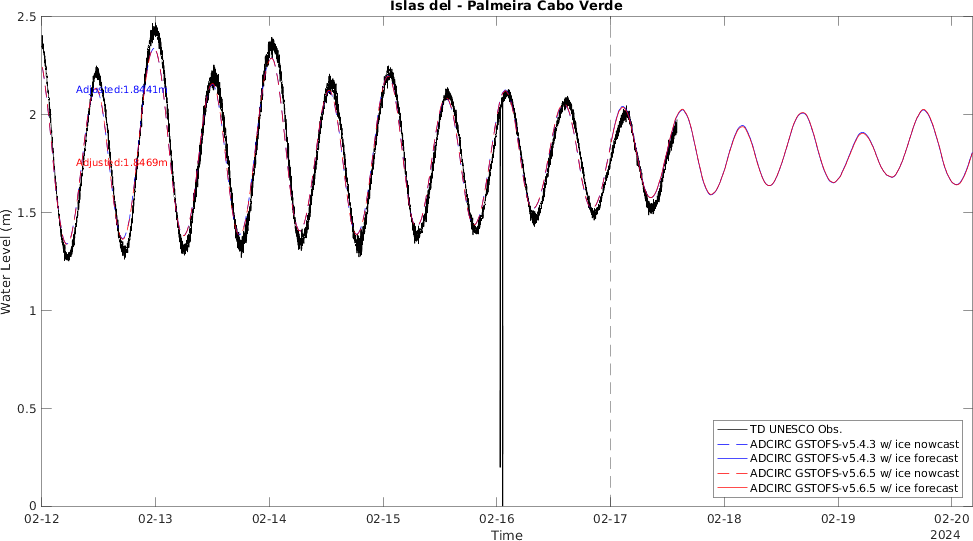 Islas del - Palmeira Cabo Verde
2.5
2
1.5
1
0.5
0
Water Level (m)
Adjusted:1.8441m
Adjusted:1.8469m
TD UNESCO Obs.
ADCIRC GSTOFS-v5.4.3 w/ ice nowcast
ADCIRC GSTOFS-v5.4.3 w/ ice forecast
ADCIRC GSTOFS-v5.6.5 w/ ice nowcast
ADCIRC GSTOFS-v5.6.5 w/ ice forecast
02-12 02-13 02-14 02-15 02-16 02-17 02-18 02-19 02-20
Time
2024